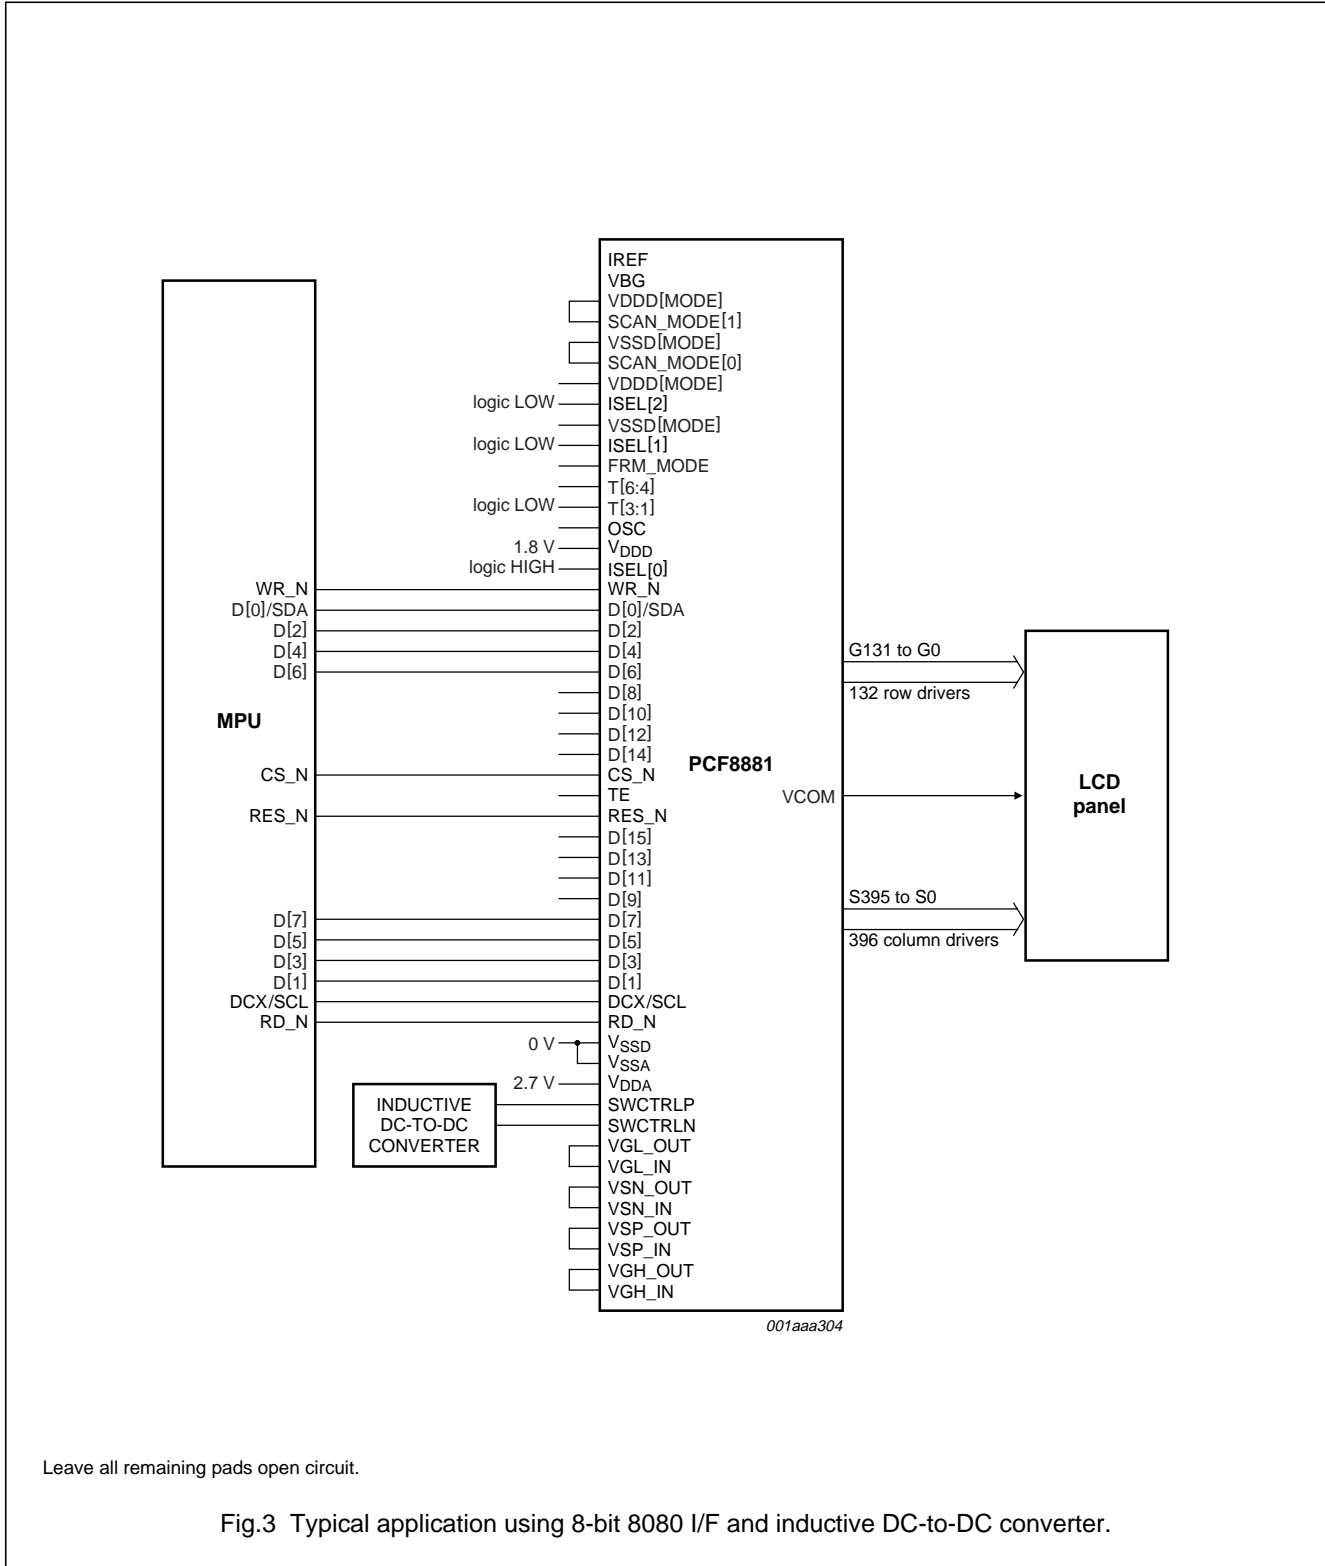 IREF
VBG
VDDD[MODE]
SCAN_MODE[1]
VSSD[MODE]
SCAN_MODE[0]
VDDD[MODE]
logic LOW ISEL[2]
VSSD[MODE]
logic LOW ISEL[1]
FRM_MODE
T[6:4]
logic LOW T[3:1]
OSC
1.8 V VDDD
logic HIGH ISEL[0]
WR_N WR_N
D[0]/SDA D[0]/SDA
D[2] D[2]
D[4] D[4]
D[6] D[6]
D[8]
D[10]
D[12]
D[14]
MPU
PCF8881
CS_N CS_N
TE
RES_N RES_N
D[15]
D[13]
D[11]
D[9]
D[7] D[7]
D[5] D[5]
D[3] D[3]
D[1] D[1]
DCX/SCL DCX/SCL
RD_N RD_N
0 V VSSD
VSSA
2.7 V VDDA
INDUCTIVE
DC-TO-DC
CONVERTER
SWCTRLP
SWCTRLN
VGL_OUT
VGL_IN
VSN_OUT
VSN_IN
VSP_OUT
VSP_IN
VGH_OUT
VGH_IN
G131 to G0
132 row drivers
VCOM
S395 to S0
396 column drivers
LCD
panel
001aaa304
Leave all remaining pads open circuit.
Fig.3 Typical application using 8-bit 8080 I/F and inductive DC-to-DC converter.